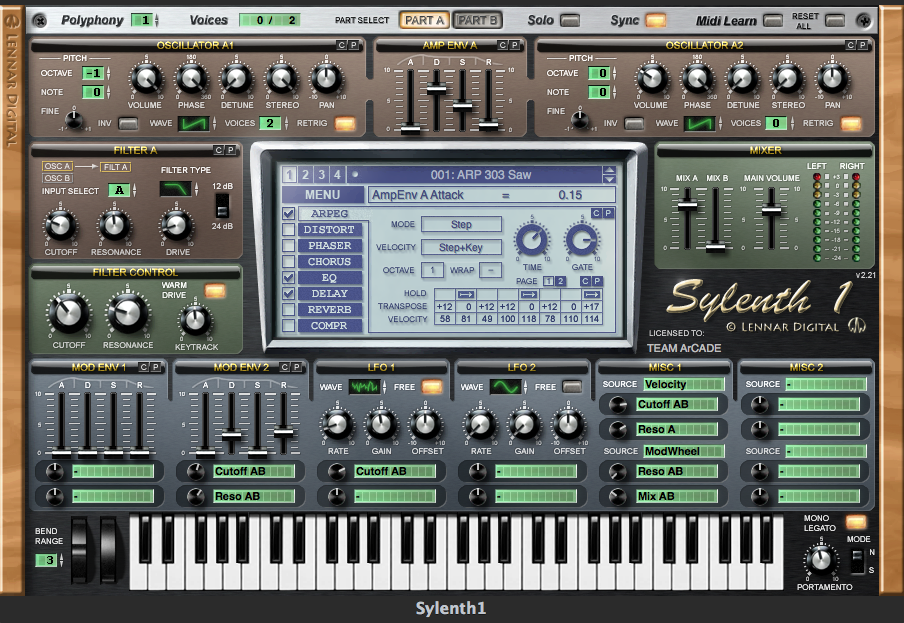 Polyphony 1 Voices 0 / 2 PART SELECT PART A PART B Solo Sync Midi Learn RESET ALL
LENNAR DIGITAL
OSCILLATOR A1 C P
PITCH
OCTAVE -1
NOTE 0
FINE
VOLUME PHASE DETUNE STEREO PAN
INV WAVE VOICES 2 RETRIG
AMP ENV A C P
A D S R
OSCILLATOR A2 C P
PITCH
OCTAVE 0
NOTE 0
FINE
VOLUME PHASE DETUNE STEREO PAN
INV WAVE VOICES 0 RETRIG
FILTER A C P
OSC A FILT A
OSC B
INPUT SELECT A
FILTER TYPE
12 dB
24 dB
CUTOFF RESONANCE DRIVE
FILTER CONTROL
WARM DRIVE
CUTOFF RESONANCE KEYTRACK
1 2 3 4 001: ARP 303 Saw
MENU AmpEnv A Attack = 0.15
ARPEG
DISTORT
PHASER
CHORUS
EQ
DELAY
REVERB
COMPR
C P
MODE Step
VELOCITY Step+Key
OCTAVE 1 WRAP -
TIME GATE
PAGE 1 2 C P
HOLD
TRANSPOSE +12 0 +12 +12 0 +12 0 +17
VELOCITY 58 81 49 100 118 78 110 114
MIXER
MIX A MIX B MAIN VOLUME
LEFT RIGHT
v2.21
Sylenth 1
© LENNAR DIGITAL
LICENSED TO:
TEAM ArCADE
MOD ENV 1 C P
A D S R
-
-
MOD ENV 2 C P
A D S R
Cutoff AB
Reso AB
LFO 1
WAVE FREE
RATE GAIN OFFSET
Cutoff AB
-
LFO 2
WAVE FREE
RATE GAIN OFFSET
-
-
MISC 1
SOURCE Velocity
Cutoff AB
Reso A
SOURCE ModWheel
Reso AB
Mix AB
MISC 2
SOURCE -
-
-
SOURCE -
-
-
BEND RANGE
3
MONO LEGATO
MODE
N
S
PORTAMENTO
Sylenth1